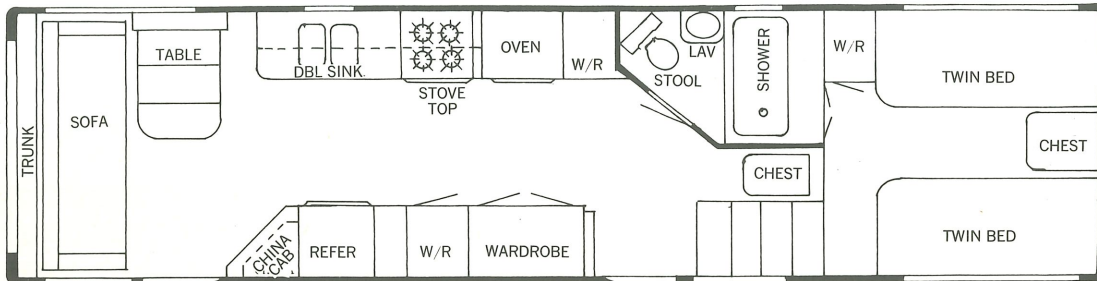 TRUNK
SOFA
TABLE
DBL SINK
STOVE
TOP
OVEN
W/R
STOOL
LAV
SHOWER
W/R
TWIN BED
CHEST
CHEST
TWIN BED
CHINA
CAB
REFER
W/R
WARDROBE